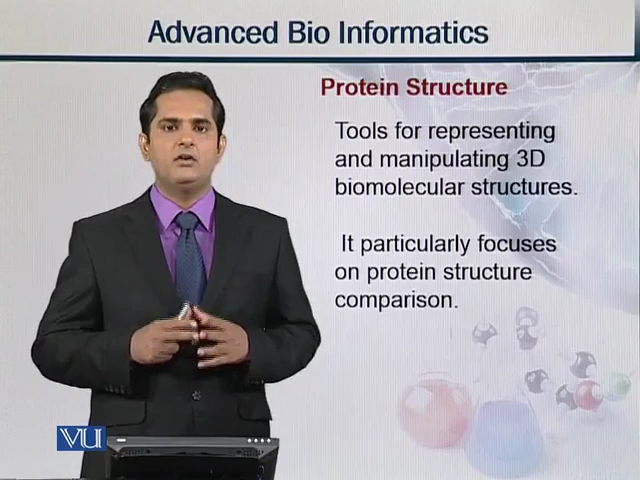 Advanced Bio Informatics
Protein Structure
Tools for representing
and manipulating 3D
biomolecular structures.
It particularly focuses
on protein structure
comparison.
VU